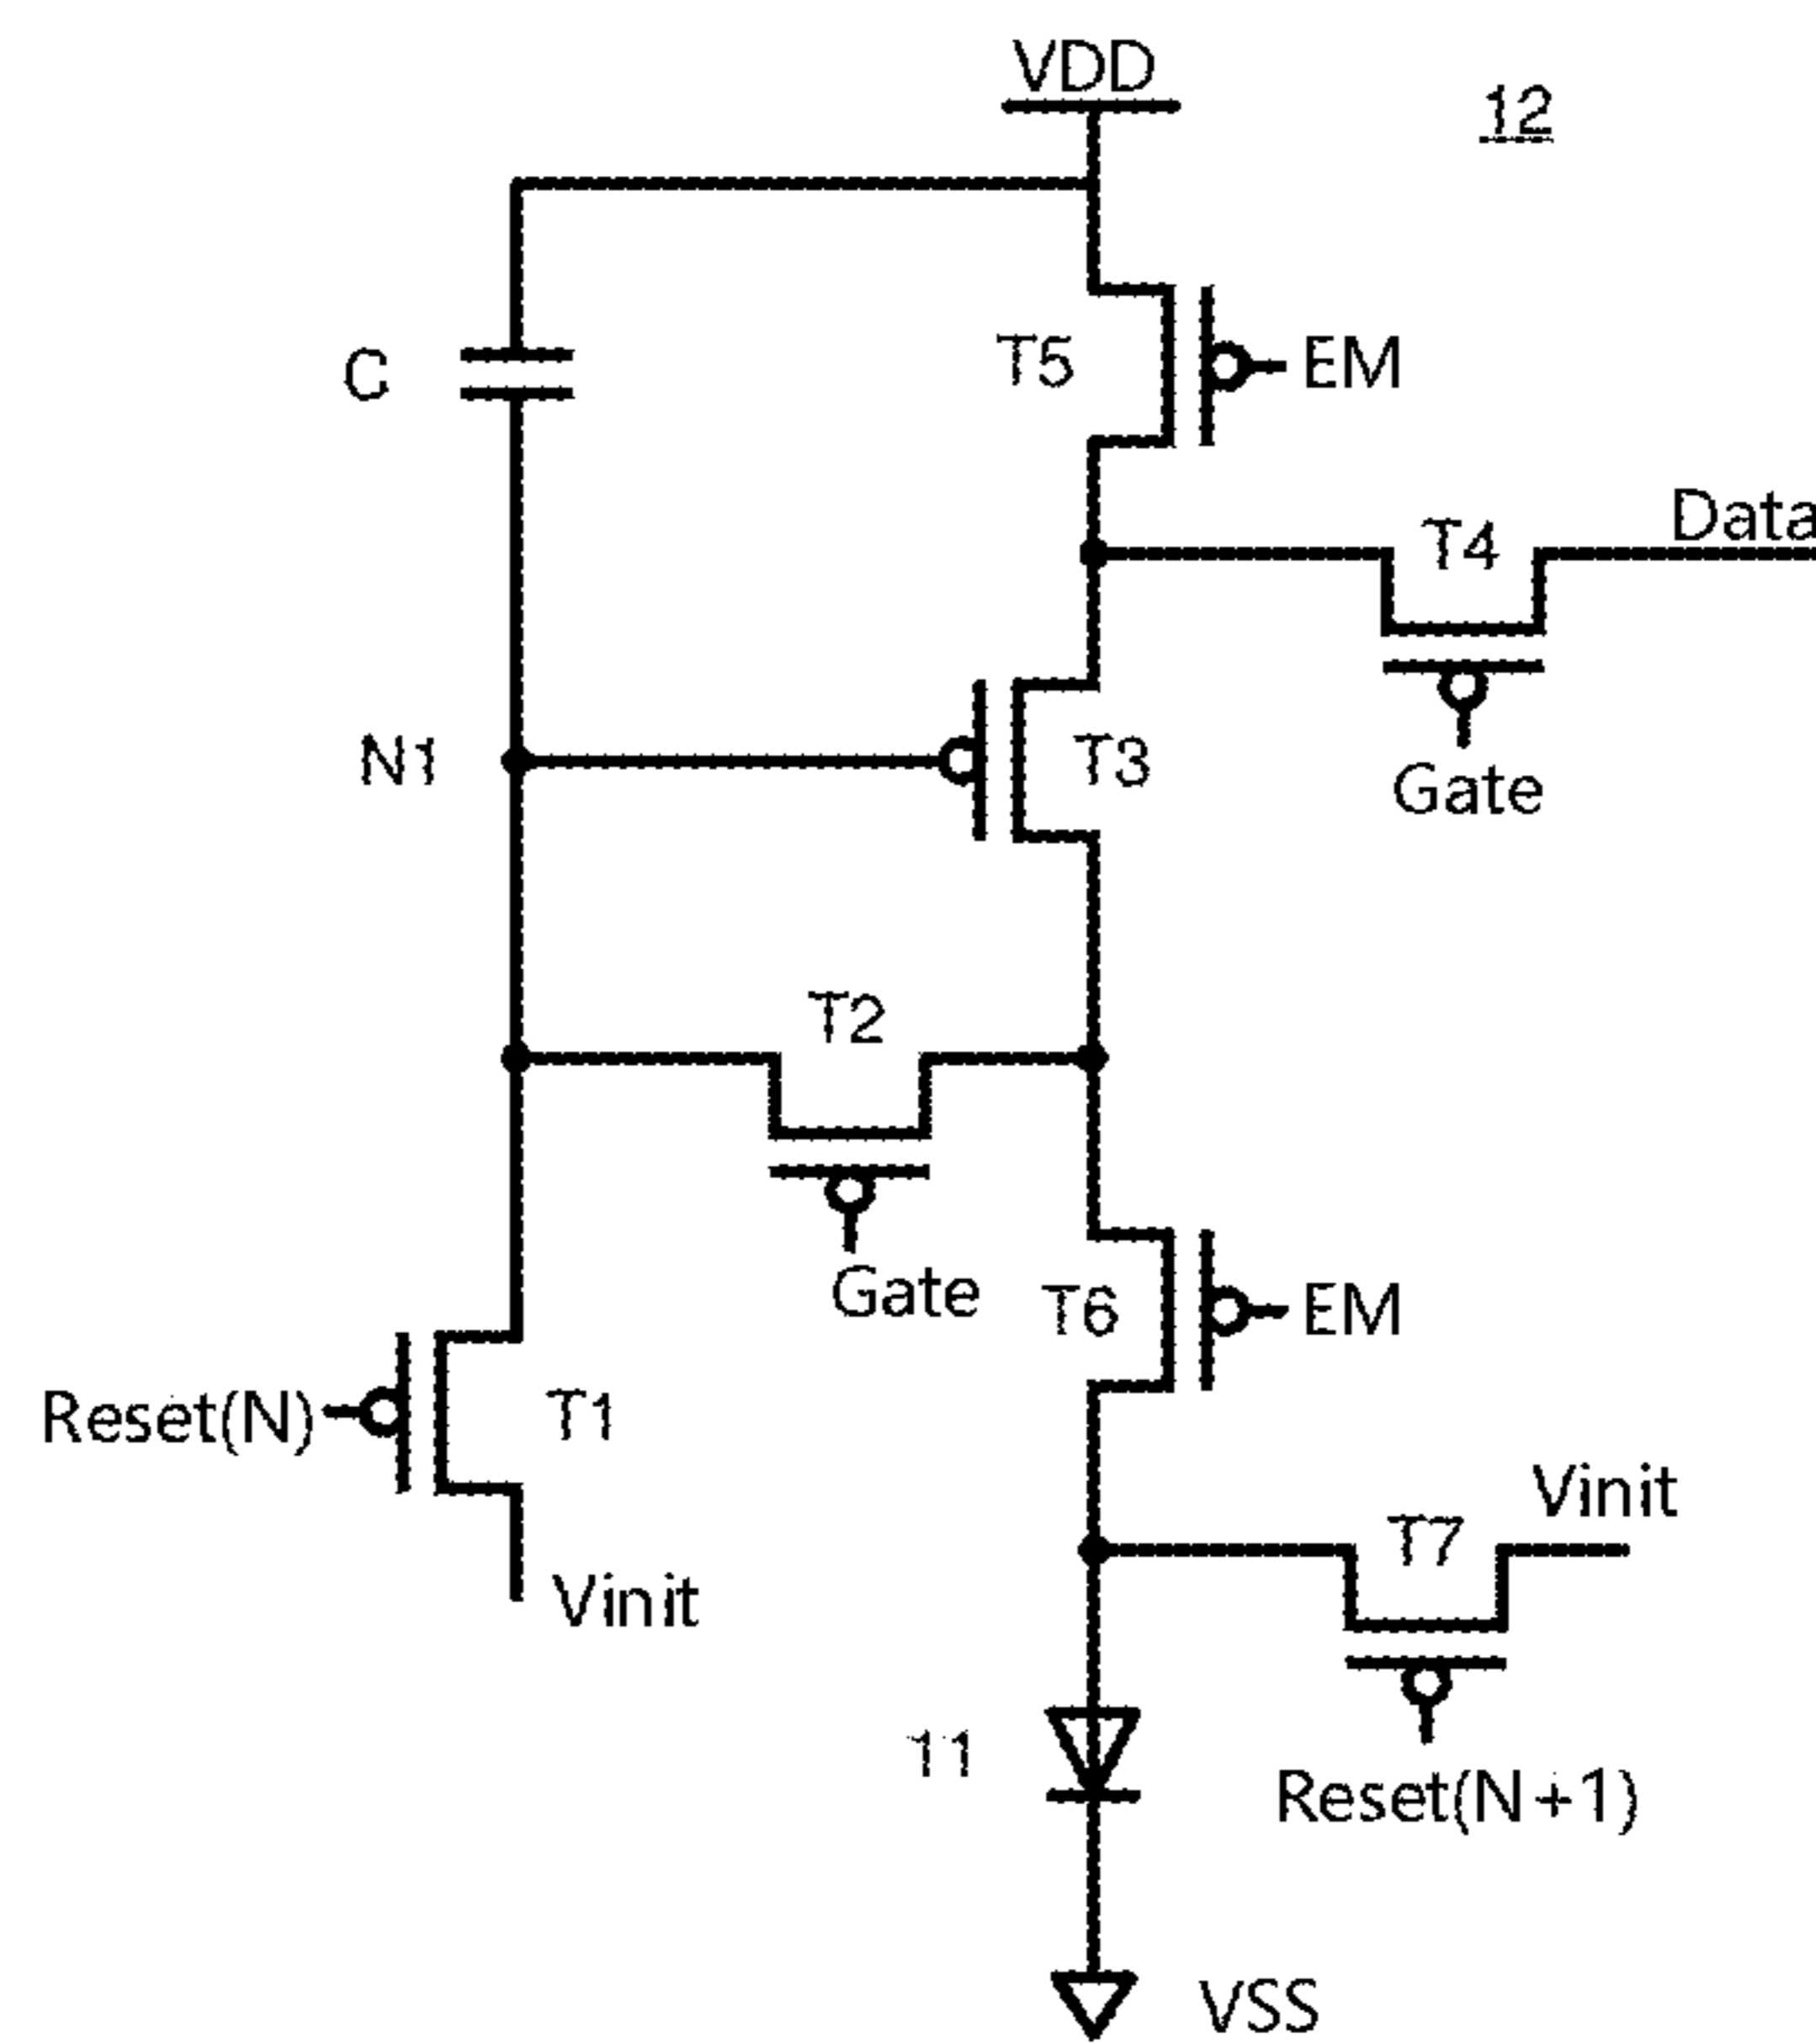 VDD
12
C
T5
EM
Data
T4
N1
T3
Gate
T2
Gate
T6
EM
Reset(N)
T1
Vinit
T7
Vinit
11
Reset(N+1)
VSS